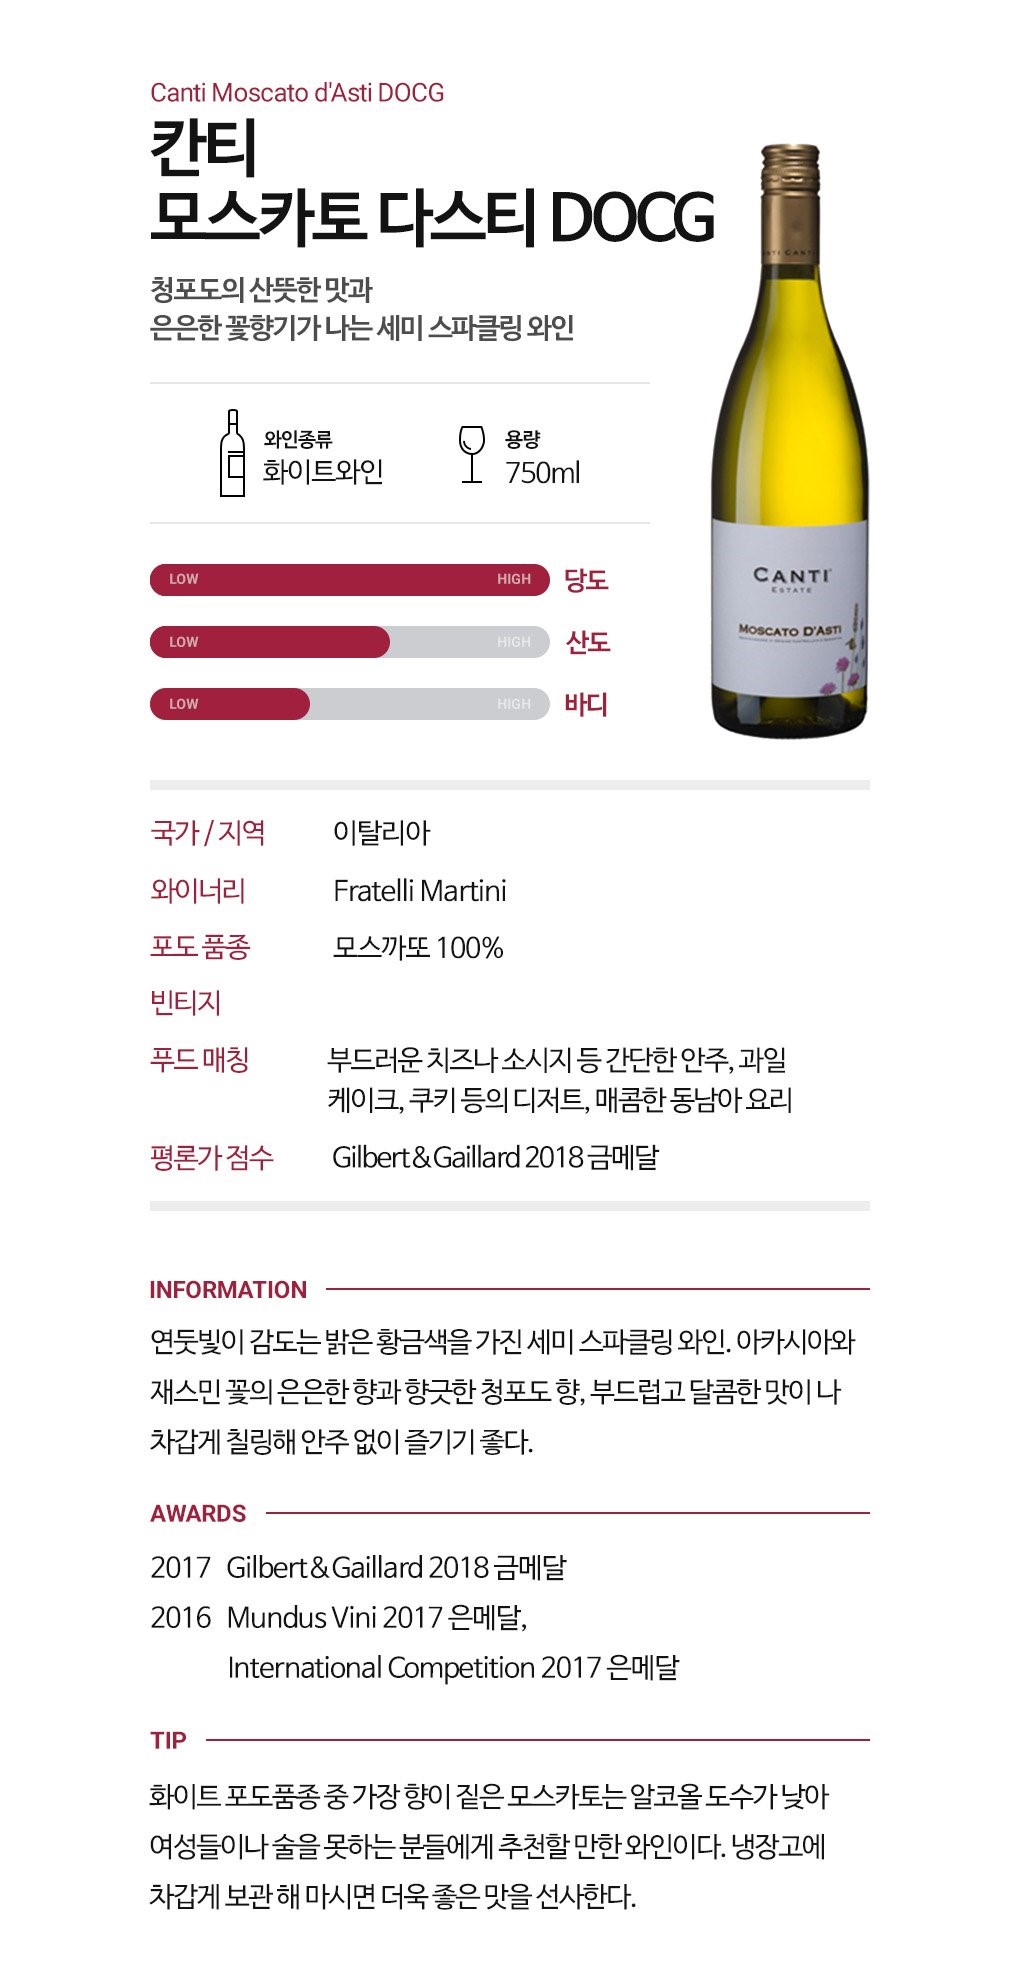 Canti Moscato d'Asti DOCG
칸티
모스카토 다스티 DOCG
청포도의 산뜻한 맛과
은은한 꽃향기가 나는 세미 스파클링 와인
와인종류
화이트와인
용량
750ml
LOW HIGH 당도
LOW HIGH 산도
LOW HIGH 바디
CANTI
ESTATE
MOSCATO D'ASTI
국가 / 지역 이탈리아
와이너리 Fratelli Martini
포도 품종 모스까또 100%
빈티지
푸드 매칭 부드러운 치즈나 소시지 등 간단한 안주, 과일
케이크, 쿠키 등의 디저트, 매콤한 동남아 요리
평론가 점수 Gilbert & Gaillard 2018 금메달
INFORMATION
연둣빛이 감도는 밝은 황금색을 가진 세미 스파클링 와인. 아카시아와
재스민 꽃의 은은한 향과 향긋한 청포도 향, 부드럽고 달콤한 맛이 나
차갑게 칠링해 안주 없이 즐기기 좋다.
AWARDS
2017 Gilbert & Gaillard 2018 금메달
2016 Mundus Vini 2017 은메달,
International Competition 2017 은메달
TIP
화이트 포도품종 중 가장 향이 짙은 모스카토는 알코올 도수가 낮아
여성들이나 술을 못하는 분들에게 추천할 만한 와인이다. 냉장고에
차갑게 보관 해 마시면 더욱 좋은 맛을 선사한다.